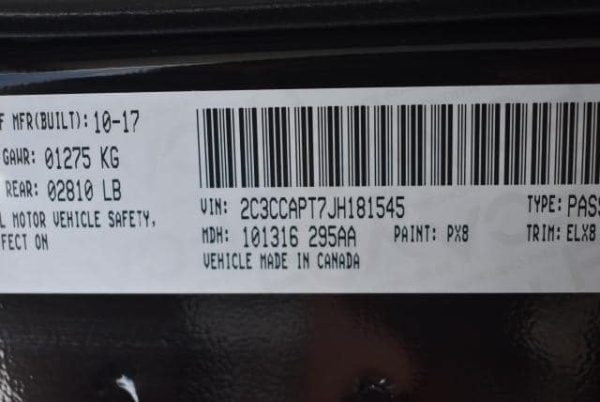 F MFR(BUILT): 10-17
GAWR: 01275 KG
REAR: 02810 LB
L MOTOR VEHICLE SAFETY,
FECT ON
VIN: 2C3CCAPT7JH181545
TYPE: PASS
MDH: 101316 295AA
PAINT: PX8
TRIM: ELX8
VEHICLE MADE IN CANADA